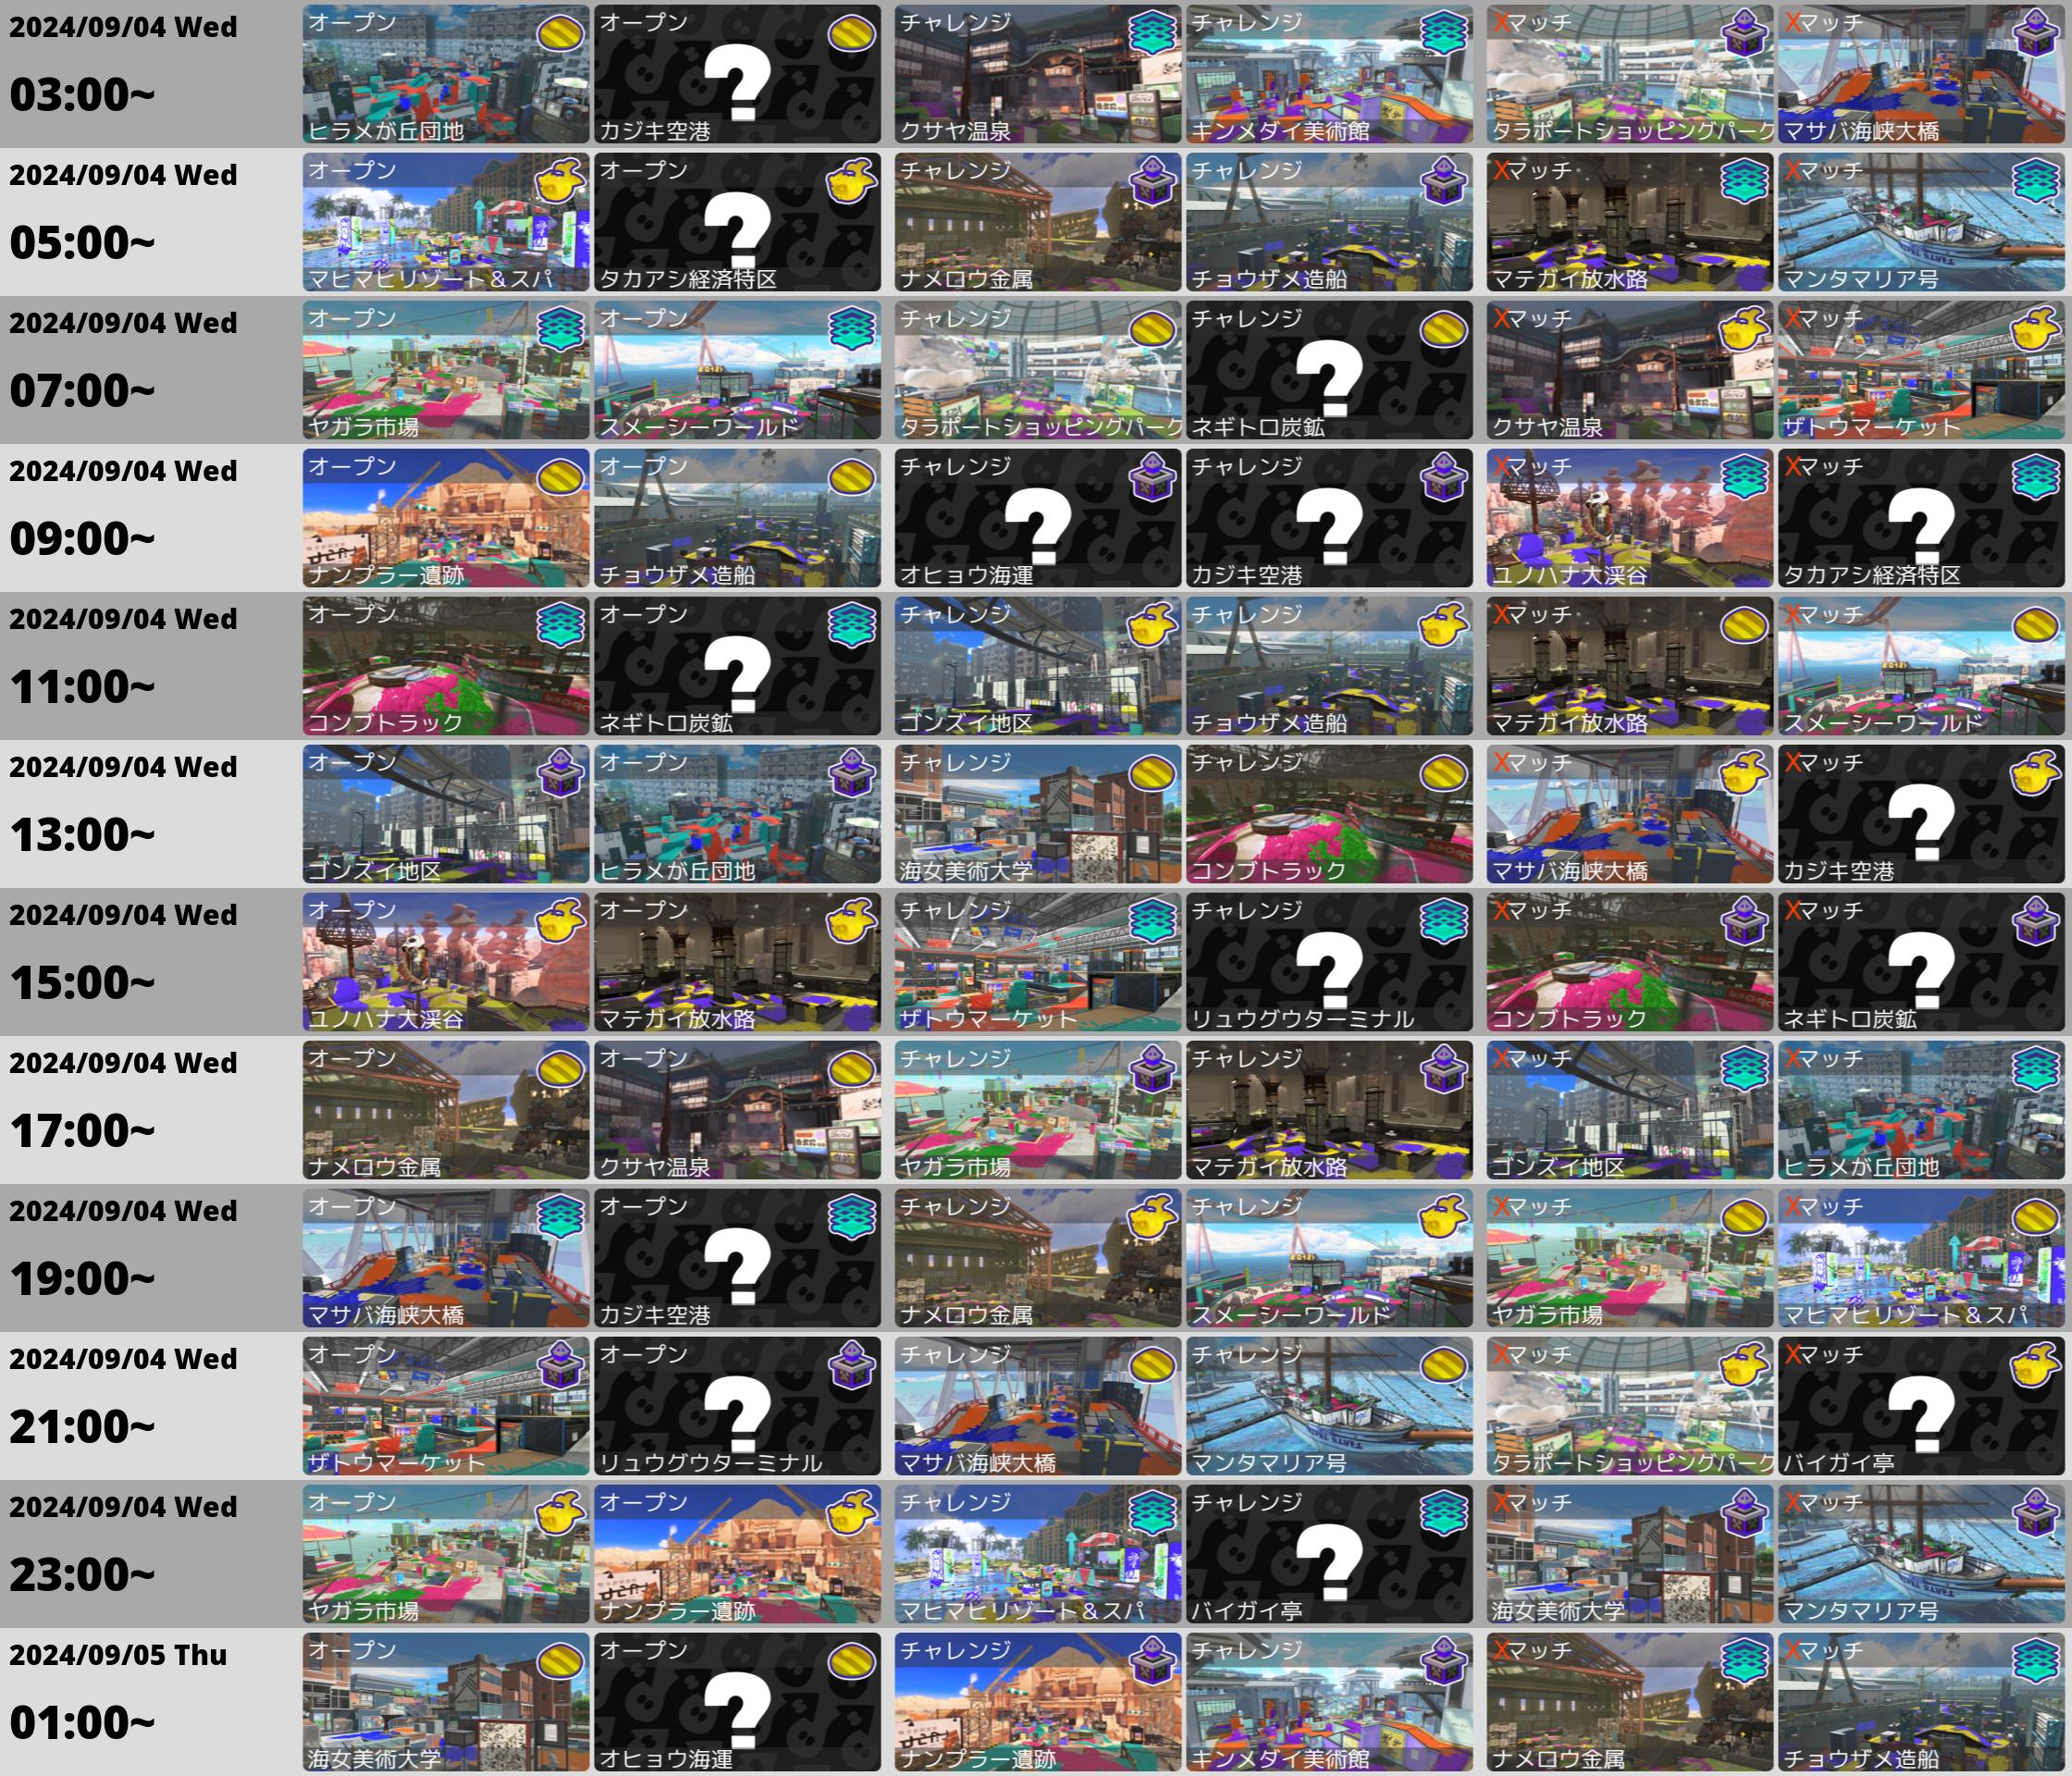 2024/09/04 Wed
03:00~
オープン
ヒラメが丘団地
オープン
カジキ空港
チャレンジ
クサヤ温泉
チャレンジ
キンメダイ美術館
Xマッチ
タラポートショッピングパーク
Xマッチ
マサバ海峡大橋
2024/09/04 Wed
05:00~
オープン
マヒマヒリゾート＆スパ
オープン
タカアシ経済特区
チャレンジ
ナメロウ金属
チャレンジ
チョウザメ造船
Xマッチ
マテガイ放水路
Xマッチ
マンタマリア号
2024/09/04 Wed
07:00~
オープン
ヤガラ市場
オープン
スメーシーワールド
チャレンジ
タラポートショッピングパーク
チャレンジ
ネギトロ炭鉱
Xマッチ
クサヤ温泉
Xマッチ
ザトウマーケット
2024/09/04 Wed
09:00~
オープン
ナンプラー遺跡
オープン
チョウザメ造船
チャレンジ
オヒョウ海運
チャレンジ
カジキ空港
Xマッチ
ユノハナ大渓谷
Xマッチ
タカアシ経済特区
2024/09/04 Wed
11:00~
オープン
コンブトラック
オープン
ネギトロ炭鉱
チャレンジ
ゴンズイ地区
チャレンジ
チョウザメ造船
Xマッチ
マテガイ放水路
Xマッチ
スメーシーワールド
2024/09/04 Wed
13:00~
オープン
ゴンズイ地区
オープン
ヒラメが丘団地
チャレンジ
海女美術大学
チャレンジ
コンブトラック
Xマッチ
マサバ海峡大橋
Xマッチ
カジキ空港
2024/09/04 Wed
15:00~
オープン
ユノハナ大渓谷
オープン
マテガイ放水路
チャレンジ
ザトウマーケット
チャレンジ
リュウグウターミナル
Xマッチ
コンブトラック
Xマッチ
ネギトロ炭鉱
2024/09/04 Wed
17:00~
オープン
ナメロウ金属
オープン
クサヤ温泉
チャレンジ
ヤガラ市場
チャレンジ
マテガイ放水路
Xマッチ
ゴンズイ地区
Xマッチ
ヒラメが丘団地
2024/09/04 Wed
19:00~
オープン
マサバ海峡大橋
オープン
カジキ空港
チャレンジ
ナメロウ金属
チャレンジ
スメーシーワールド
Xマッチ
ヤガラ市場
Xマッチ
マヒマヒリゾート＆スパ
2024/09/04 Wed
21:00~
オープン
ザトウマーケット
オープン
リュウグウターミナル
チャレンジ
マサバ海峡大橋
チャレンジ
マンタマリア号
Xマッチ
タラポートショッピングパーク
Xマッチ
バイガイ亭
2024/09/04 Wed
23:00~
オープン
ヤガラ市場
オープン
ナンプラー遺跡
チャレンジ
マヒマヒリゾート＆スパ
チャレンジ
バイガイ亭
Xマッチ
海女美術大学
Xマッチ
マンタマリア号
2024/09/05 Thu
01:00~
オープン
海女美術大学
オープン
オヒョウ海運
チャレンジ
ナンプラー遺跡
チャレンジ
キンメダイ美術館
Xマッチ
ナメロウ金属
Xマッチ
チョウザメ造船